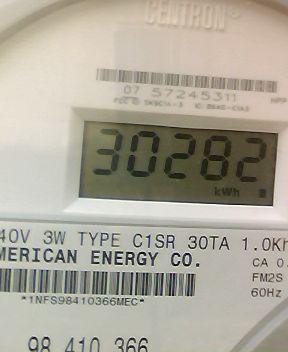 CENTRON®
07 57245311
30282
kWh
40V 3W TYPE C1SR 30TA 1.0Kh
MERICAN ENERGY CO.
CA 0.
FM2S
60Hz
*1NFS98410366MEC*
98 410 366